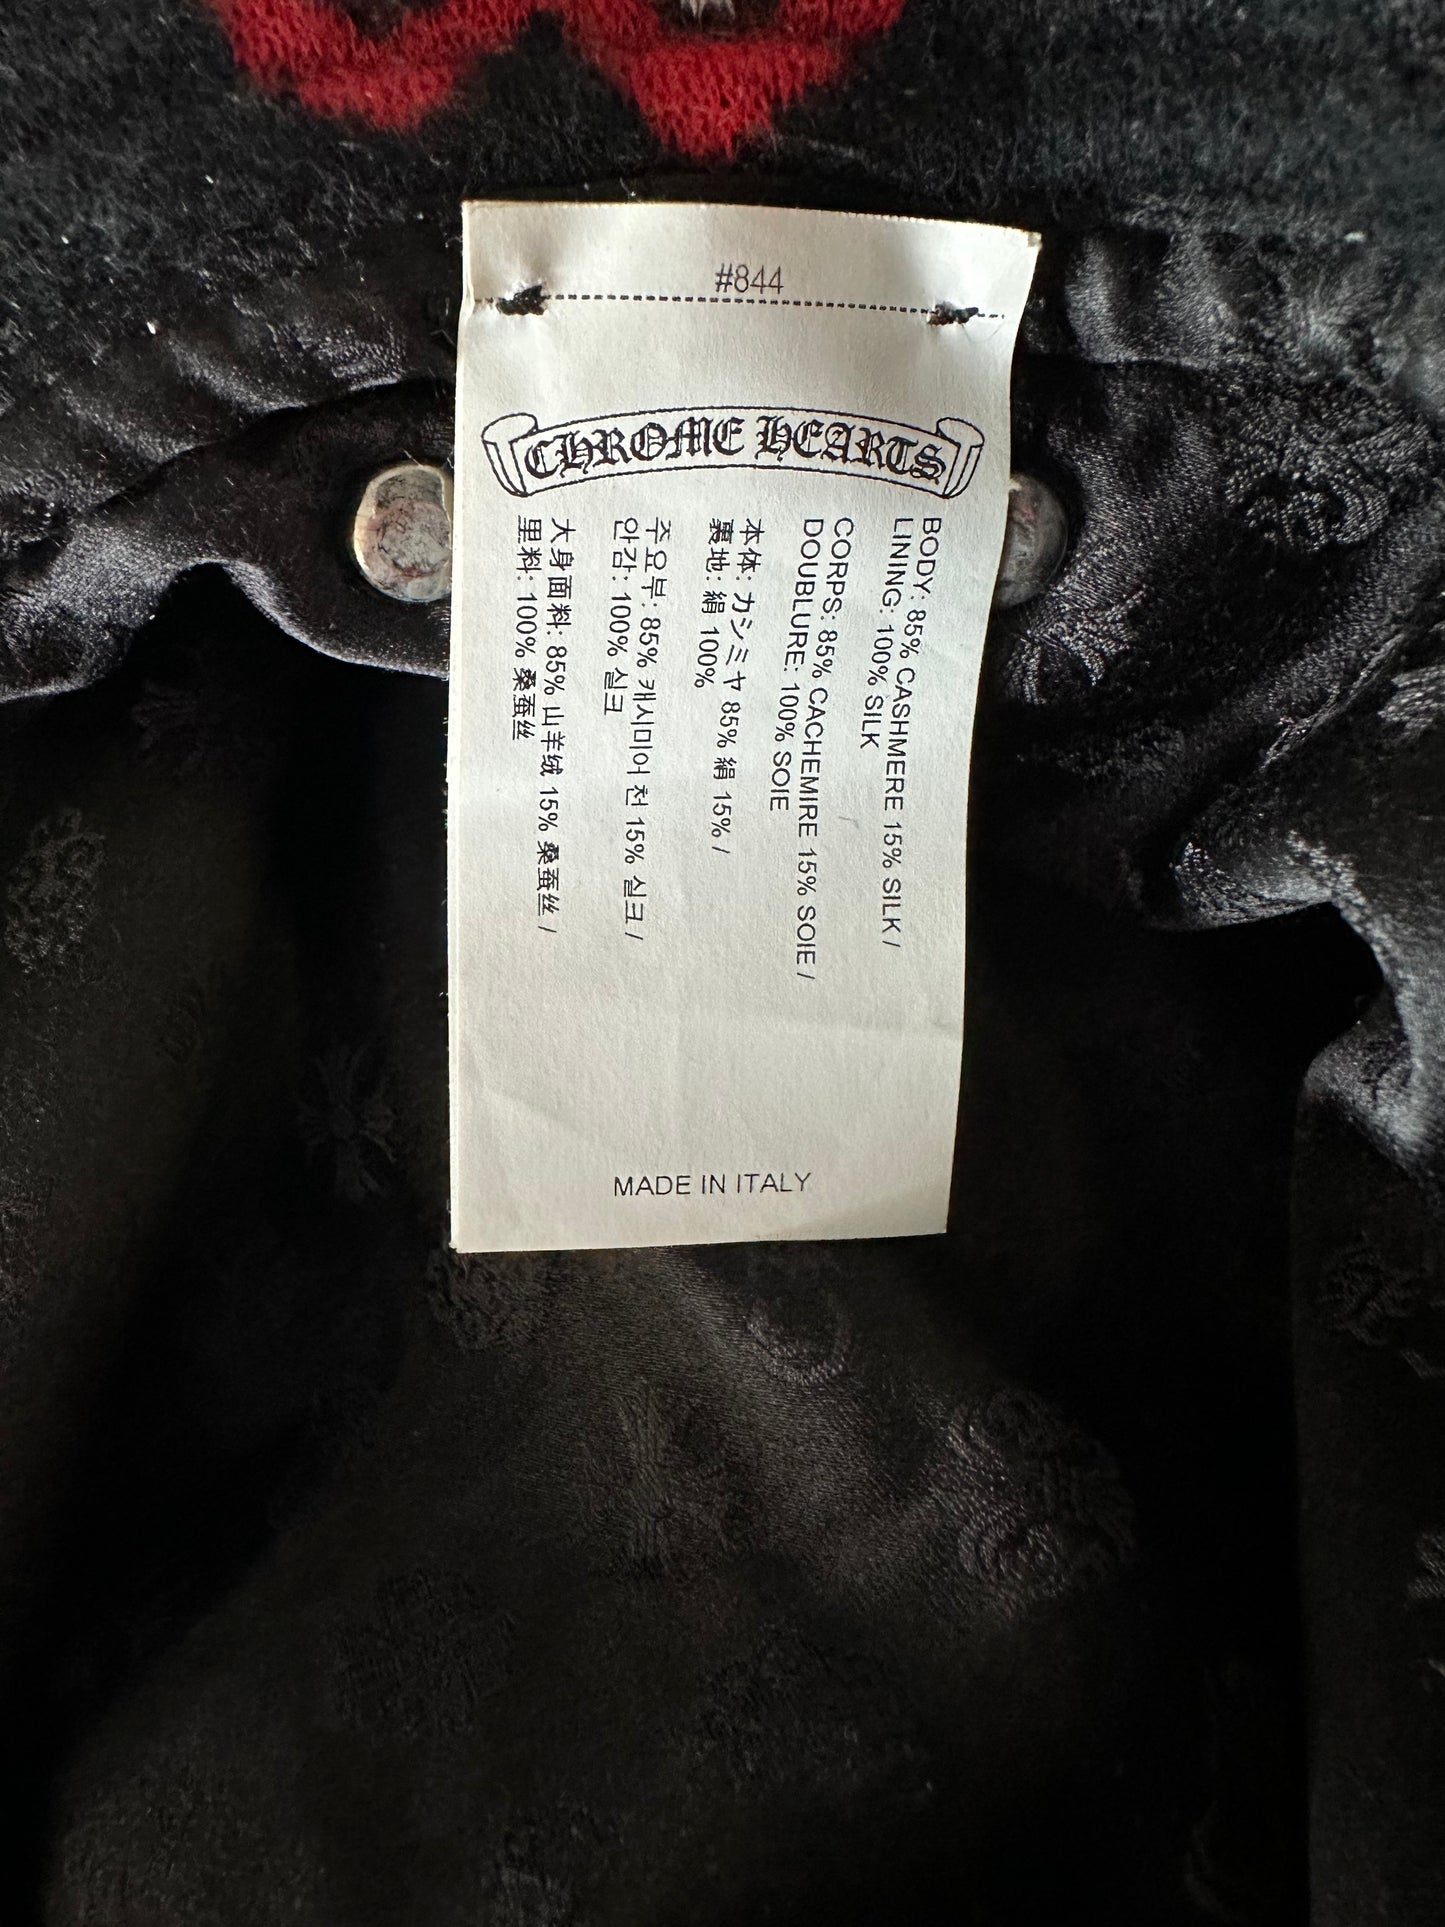 #844
CHROME HEARTS
BODY: 85% CASHMERE 15% SILK /
LINING: 100% SILK
CORPS: 85% CACHEMIRE 15% SOIE /
DOUBLURE: 100% SOIE
本体: カシミヤ 85% 絹 15% /
裏地: 絹 100%
주요부: 85% 캐시미어 천 15% 실크 /
안감: 100% 실크
大身面料: 85% 山羊绒 15% 桑蚕丝 /
里料: 100% 桑蚕丝
MADE IN ITALY